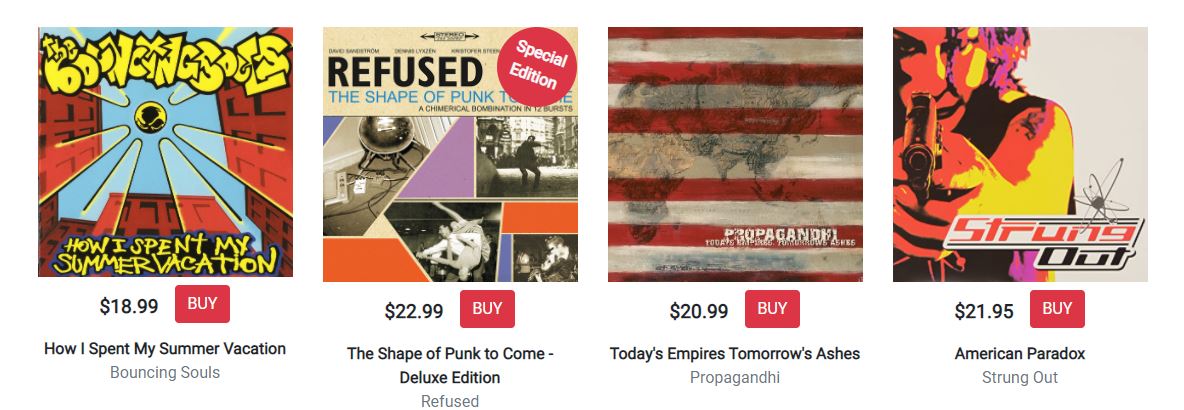 the
BOUNCING SOULS
HOW I SPENT MY
SUMMER VACATION
$18.99 BUY
How I Spent My Summer Vacation
Bouncing Souls
STEREO
DAVID SANDSTRÖM DENNIS LYXZÉN KRISTOFER STEEN
Special
Edition
REFUSED
THE SHAPE OF PUNK TO COME
A CHIMERICAL BOMBINATION IN 12 BURSTS
$22.99 BUY
The Shape of Punk to Come -
Deluxe Edition
Refused
PROPAGANDHI
TODAY'S EMPIRES, TOMORROW'S ASHES
$20.99 BUY
Today's Empires Tomorrow's Ashes
Propagandhi
Strung
Out
$21.95 BUY
American Paradox
Strung Out